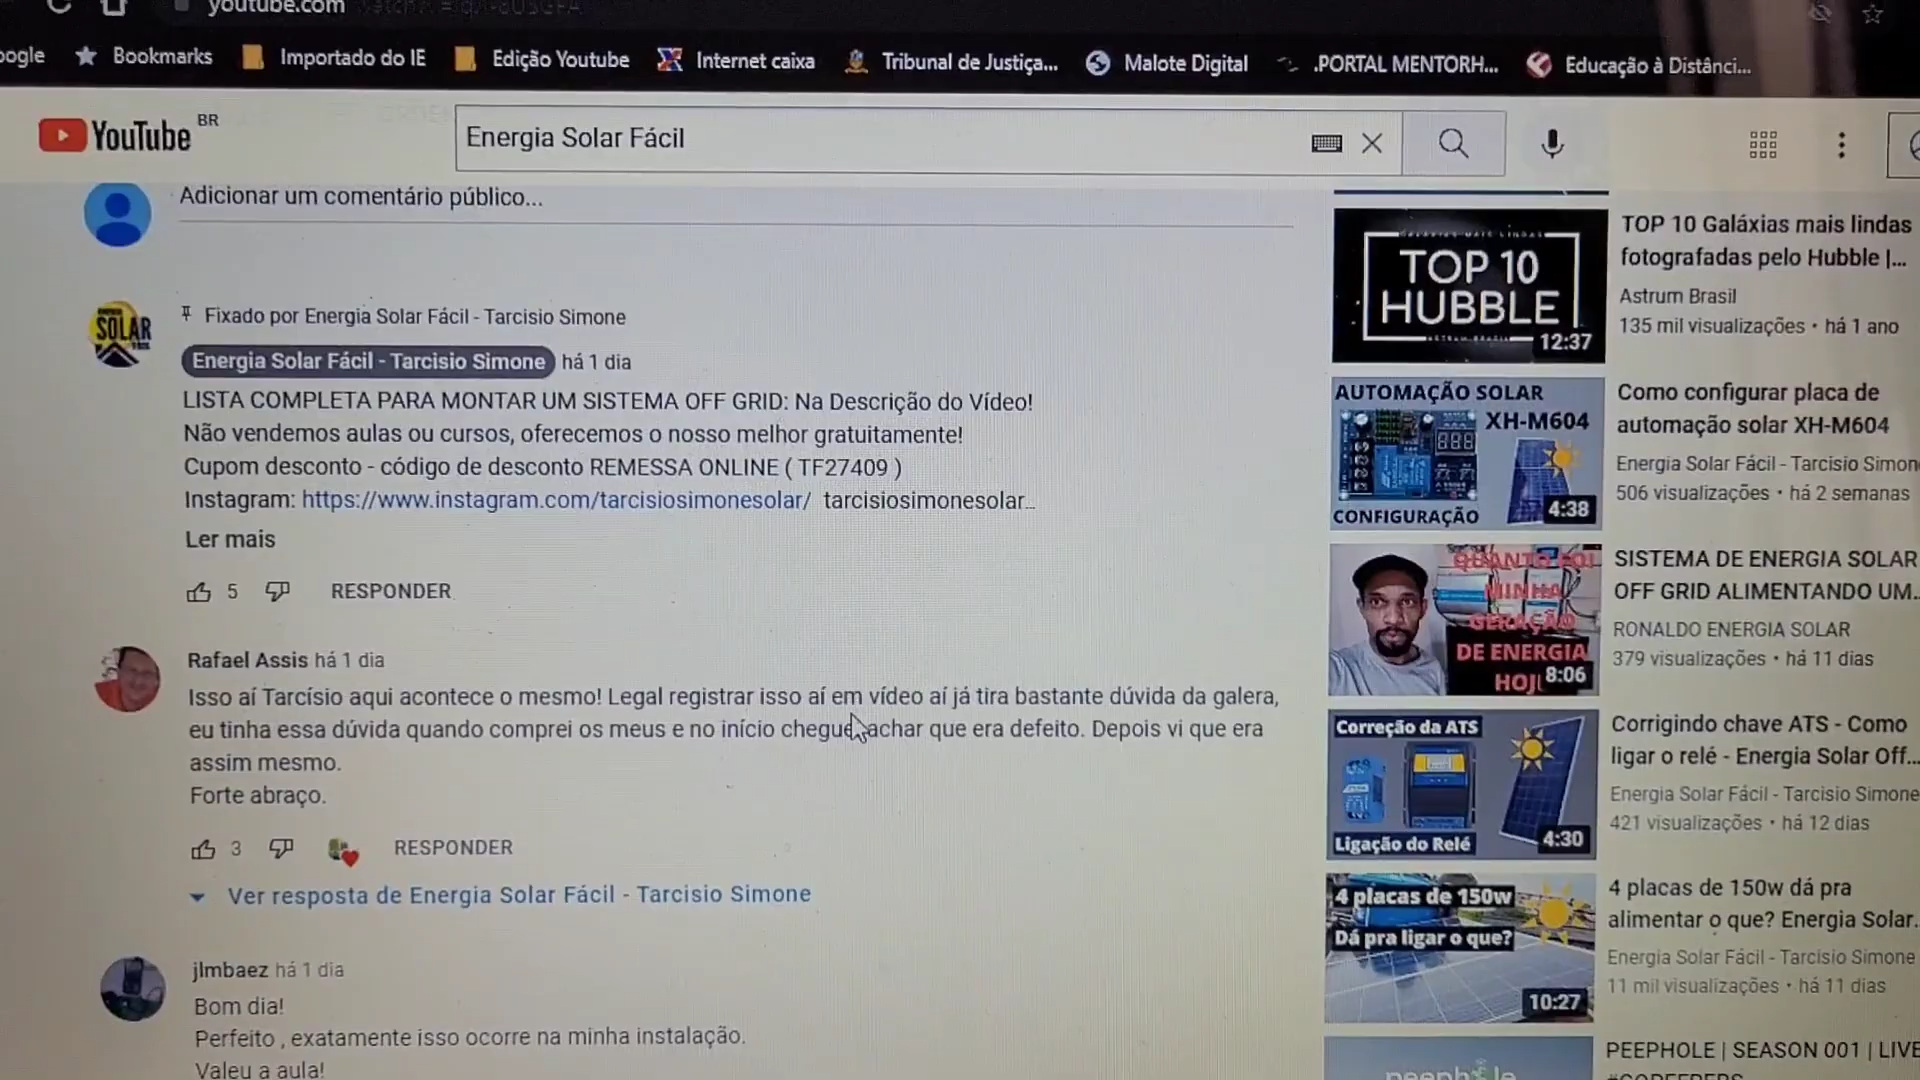 youtube.com
ogle
Bookmarks
Importado do IE
Edição Youtube
Internet caixa
Tribunal de Justiça...
Malote Digital
.PORTAL MENTORH...
Educação à Distânci...
YouTube BR
Energia Solar Fácil
Adicionar um comentário público...
SOLAR
Fixado por Energia Solar Fácil - Tarcisio Simone
Energia Solar Fácil - Tarcisio Simone há 1 dia
LISTA COMPLETA PARA MONTAR UM SISTEMA OFF GRID: Na Descrição do Vídeo!
Não vendemos aulas ou cursos, oferecemos o nosso melhor gratuitamente!
Cupom desconto - código de desconto REMESSA ONLINE ( TF27409 )
Instagram: https://www.instagram.com/tarcisiosimonesolar/ tarcisiosimonesolar...
Ler mais
5 RESPONDER
Rafael Assis há 1 dia
Isso aí Tarcísio aqui acontece o mesmo! Legal registrar isso aí em vídeo aí já tira bastante dúvida da galera,
eu tinha essa dúvida quando comprei os meus e no início chegue achar que era defeito. Depois vi que era
assim mesmo.
Forte abraço.
3 RESPONDER
Ver resposta de Energia Solar Fácil - Tarcisio Simone
jlmbaez há 1 dia
Bom dia!
Perfeito , exatamente isso ocorre na minha instalação.
Valeu a aula!
TOP 10
HUBBLE
12:37
TOP 10 Galáxias mais lindas
fotografadas pelo Hubble |...
Astrum Brasil
135 mil visualizações • há 1 ano
AUTOMAÇÃO SOLAR
XH-M604
CONFIGURAÇÃO
4:38
Como configurar placa de
automação solar XH-M604
Energia Solar Fácil - Tarcisio Simon
506 visualizações • há 2 semanas
QUANTO FOI
MINHA
GERAÇÃO
DE ENERGIA
HOJ
8:06
SISTEMA DE ENERGIA SOLAR
OFF GRID ALIMENTANDO UM...
RONALDO ENERGIA SOLAR
379 visualizações • há 11 dias
Correção da ATS
Ligação do Relé
4:30
Corrigindo chave ATS - Como
ligar o relé - Energia Solar Off...
Energia Solar Fácil - Tarcisio Simone
421 visualizações • há 12 dias
4 placas de 150w
Dá pra ligar o que?
10:27
4 placas de 150w dá pra
alimentar o que? Energia Solar...
Energia Solar Fácil - Tarcisio Simone
11 mil visualizações • há 11 dias
peephole
PEEPHOLE | SEASON 001 | LIVE